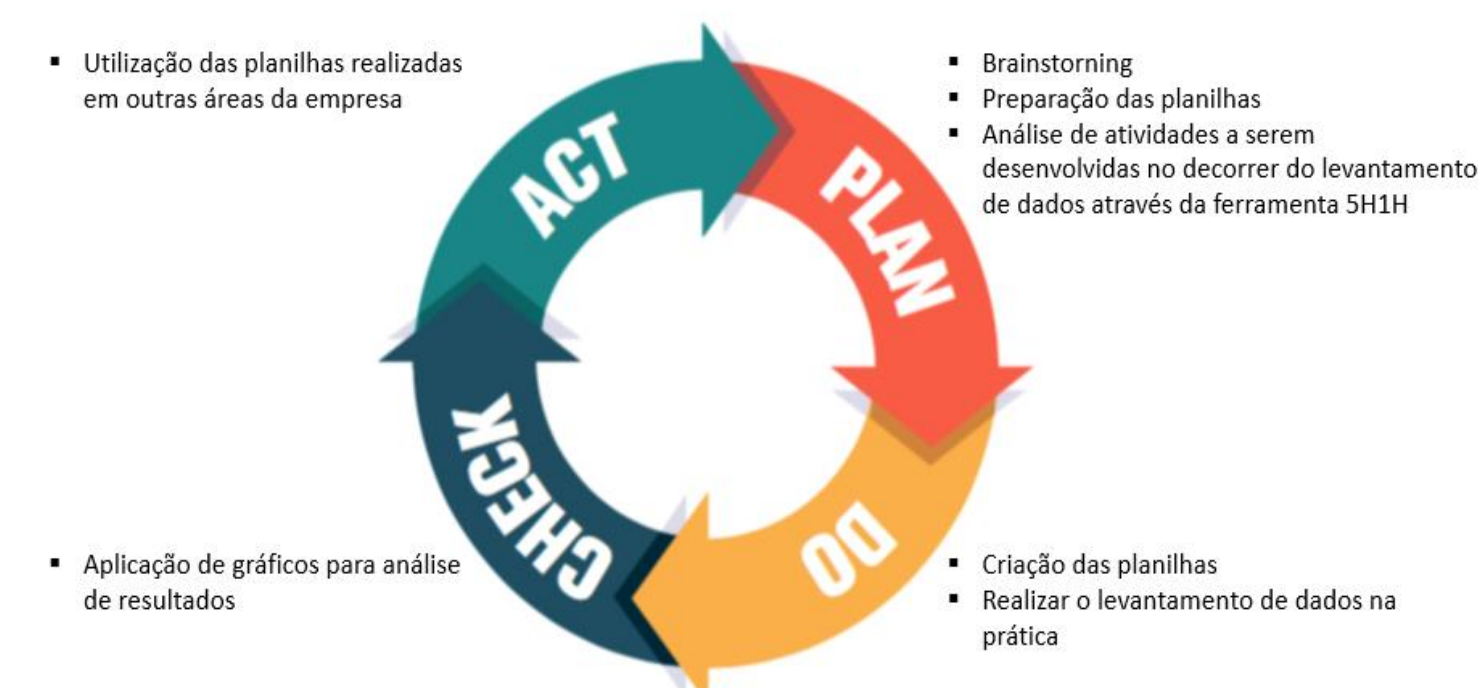 ▪ Utilização das planilhas realizadas
em outras áreas da empresa
ACT
PLAN
▪ Brainstorning
▪ Preparação das planilhas
▪ Análise de atividades a serem
desenvolvidas no decorrer do levantamento
de dados através da ferramenta 5H1H
CHECK
DO
▪ Aplicação de gráficos para análise
de resultados
▪ Criação das planilhas
▪ Realizar o levantamento de dados na
prática